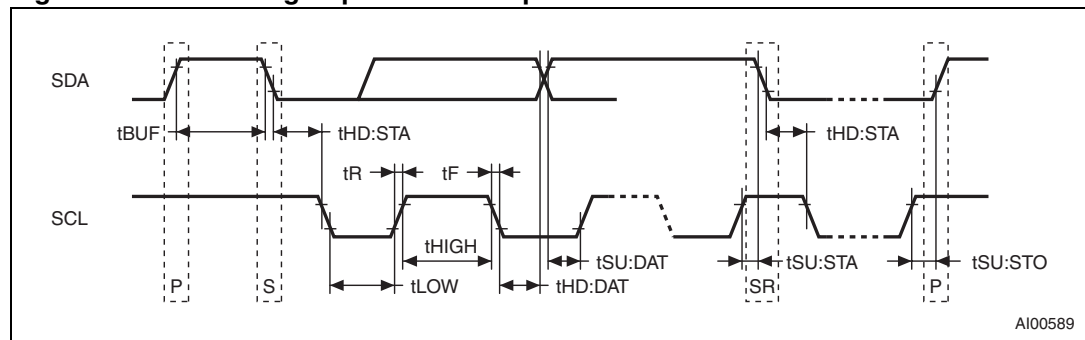 SDA
tBUF
tHD:STA
tHD:STA
tR
tF
SCL
tHIGH
tSU:DAT
tSU:STA
tSU:STO
P
S
tLOW
tHD:DAT
SR
P
AI00589